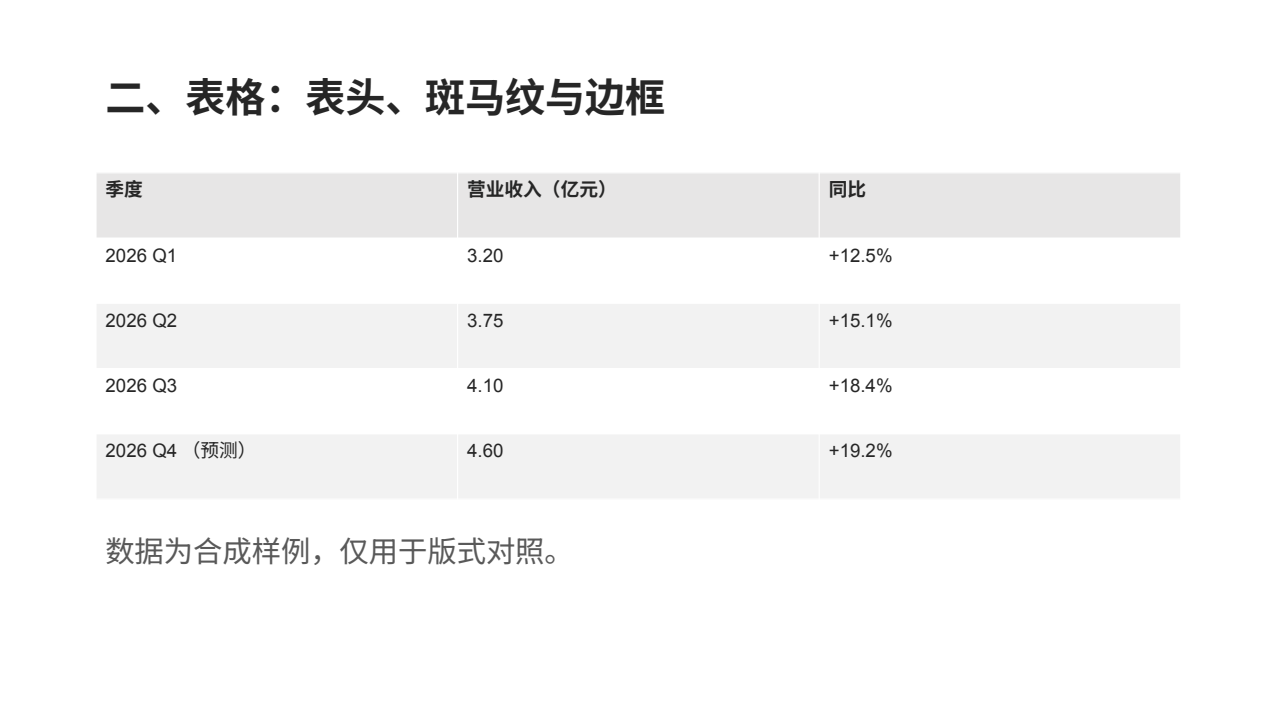 二、表格：表头、斑马纹与边框
季度 营业收入（亿元） 同比
2026 Q1 3.20 +12.5%
2026 Q2 3.75 +15.1%
2026 Q3 4.10 +18.4%
2026 Q4 （预测） 4.60 +19.2%
数据为合成样例，仅用于版式对照。